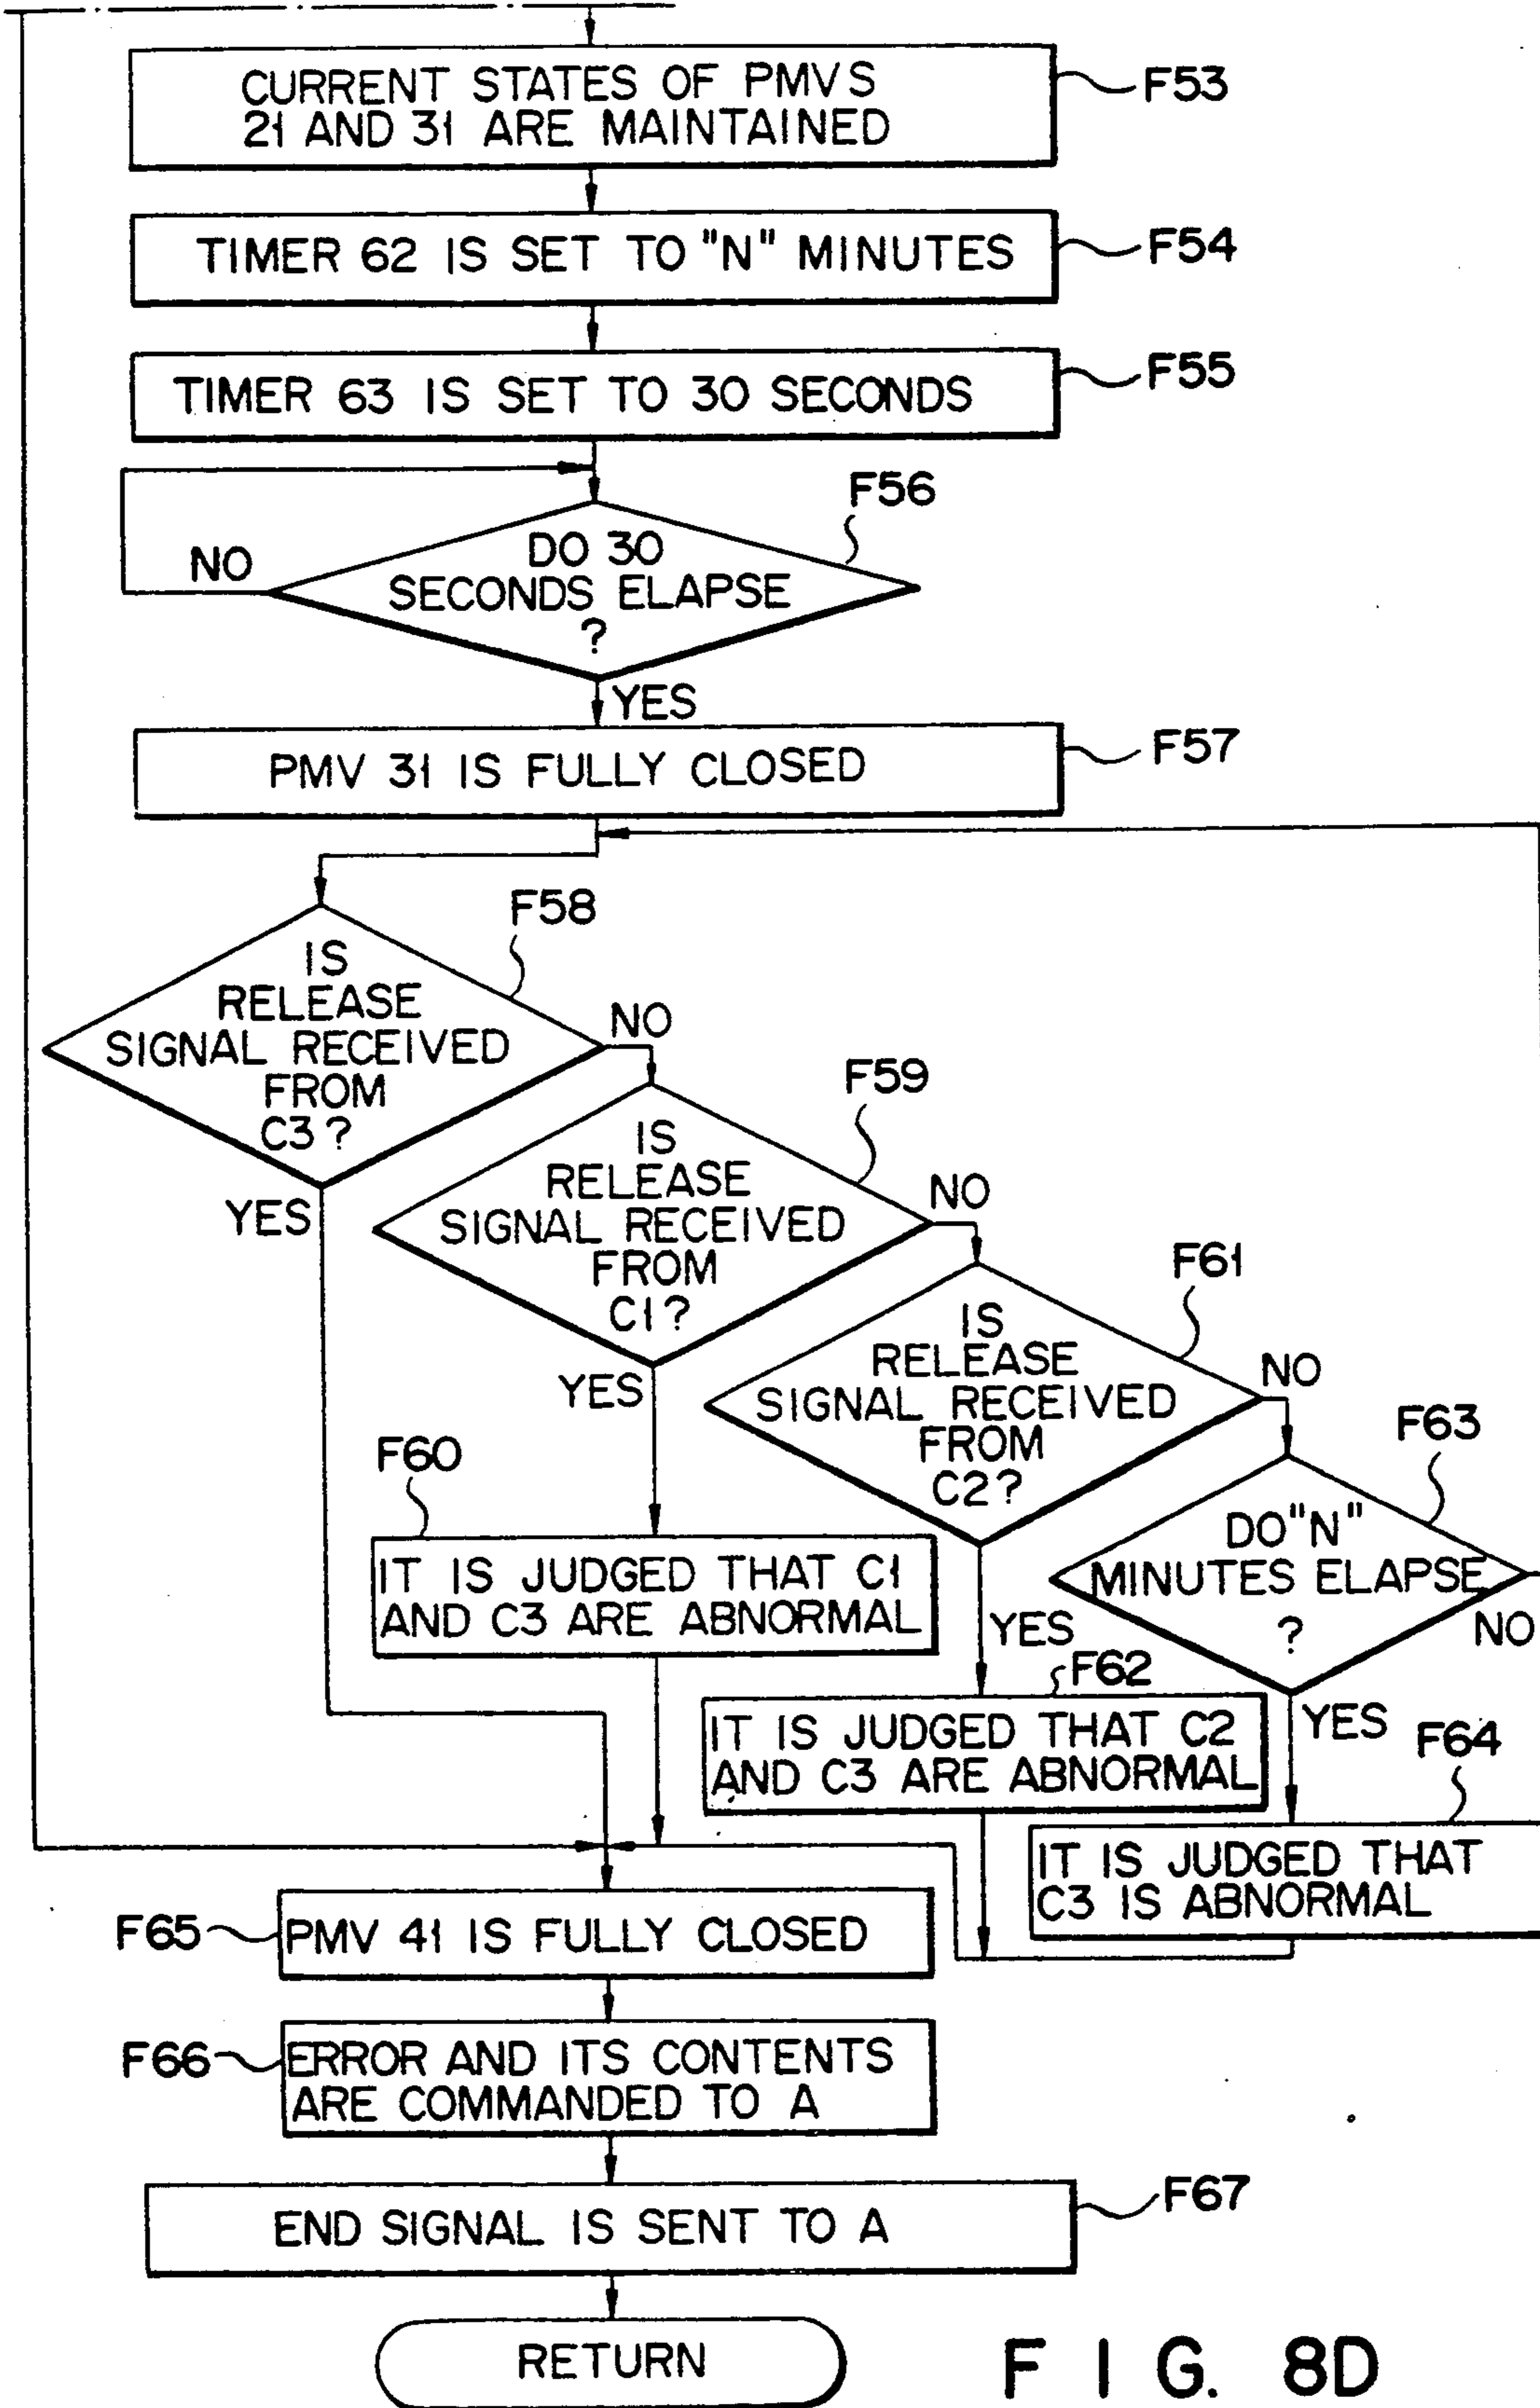 CURRENT STATES OF PMVS
21 AND 31 ARE MAINTAINED
F53
TIMER 62 IS SET TO "N" MINUTES
F54
TIMER 63 IS SET TO 30 SECONDS
F55
F56
DO 30
SECONDS ELAPSE
?
NO
YES
PMV 31 IS FULLY CLOSED
F57
F58
IS
RELEASE
SIGNAL RECEIVED
FROM
C3?
NO
YES
F59
IS
RELEASE
SIGNAL RECEIVED
FROM
C1?
NO
YES
F61
IS
RELEASE
SIGNAL RECEIVED
FROM
C2?
NO
YES
F63
DO "N"
MINUTES ELAPSE
?
NO
YES
F60
IT IS JUDGED THAT C1
AND C3 ARE ABNORMAL
F62
IT IS JUDGED THAT C2
AND C3 ARE ABNORMAL
F64
IT IS JUDGED THAT
C3 IS ABNORMAL
F65
PMV 41 IS FULLY CLOSED
F66
ERROR AND ITS CONTENTS
ARE COMMANDED TO A
F67
END SIGNAL IS SENT TO A
RETURN
FIG. 8D